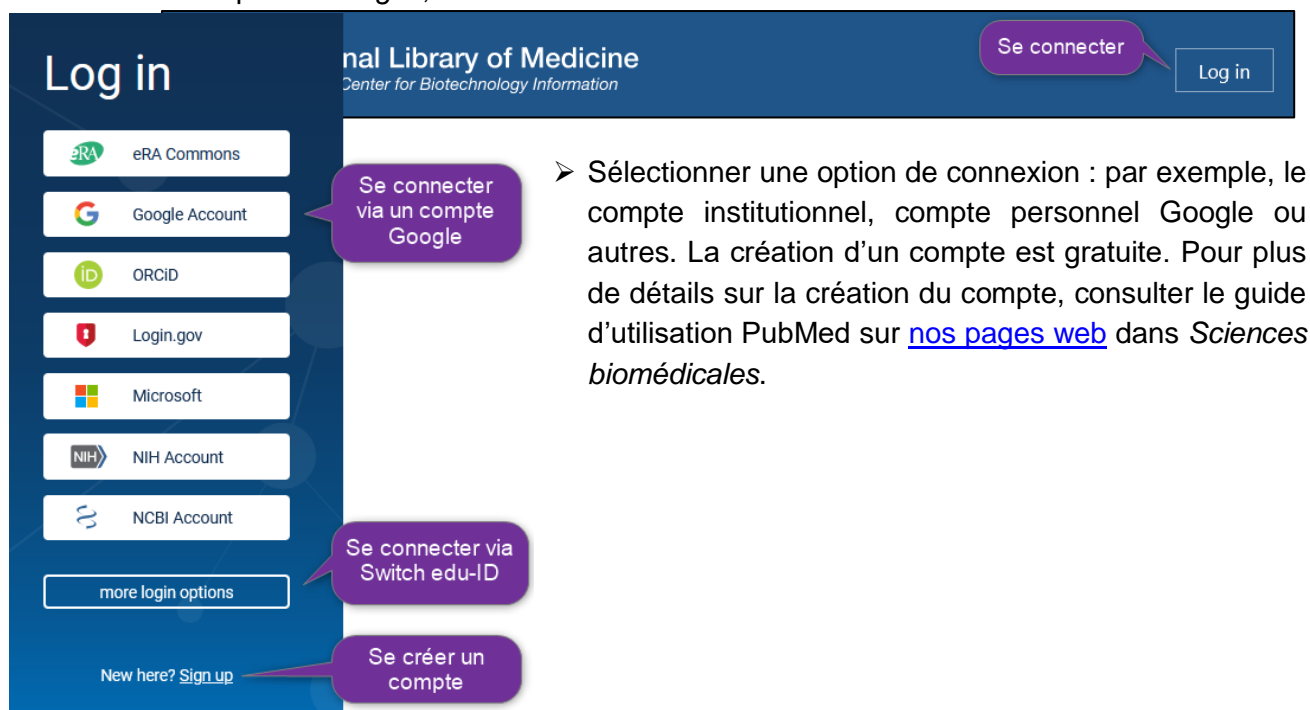 Log in
nal Library of Medicine
Center for Biotechnology Information
Se connecter
Log in
eRA
eRA Commons
Google Account
Se connecter
via un compte
Google
iD
ORCiD
Login.gov
Microsoft
NIH
NIH Account
NCBI Account
more login options
Se connecter via
Switch edu-ID
New here? Sign up
Se créer un
compte
➢ Sélectionner une option de connexion : par exemple, le
compte institutionnel, compte personnel Google ou
autres. La création d’un compte est gratuite. Pour plus
de détails sur la création du compte, consulter le guide
d’utilisation PubMed sur nos pages web dans Sciences
biomédicales.